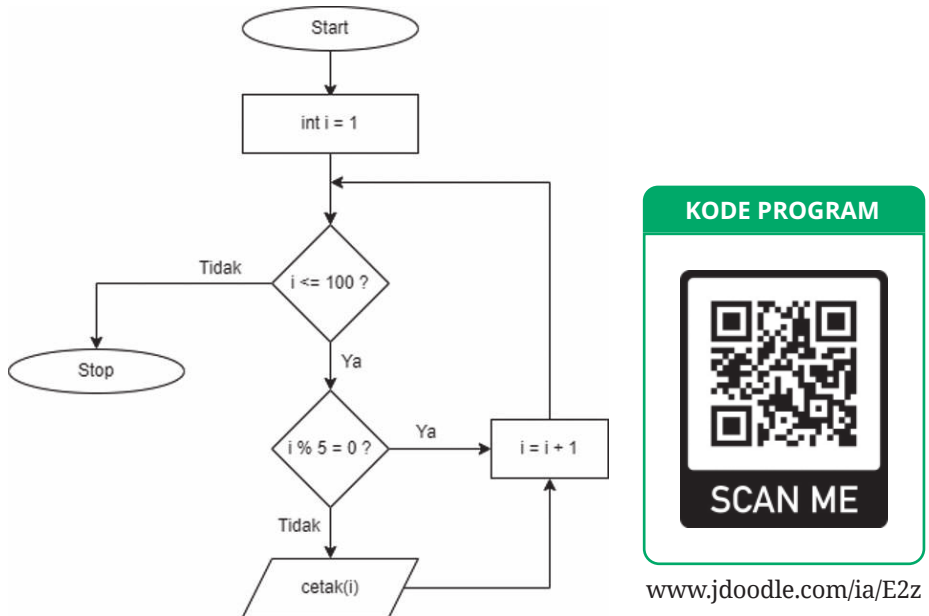 Start
int i = 1
i <= 100 ?
Tidak
Stop
Ya
i % 5 = 0 ?
Ya
i = i + 1
Tidak
cetak(i)
KODE PROGRAM
SCAN ME
www.jdoodle.com/ia/E2z